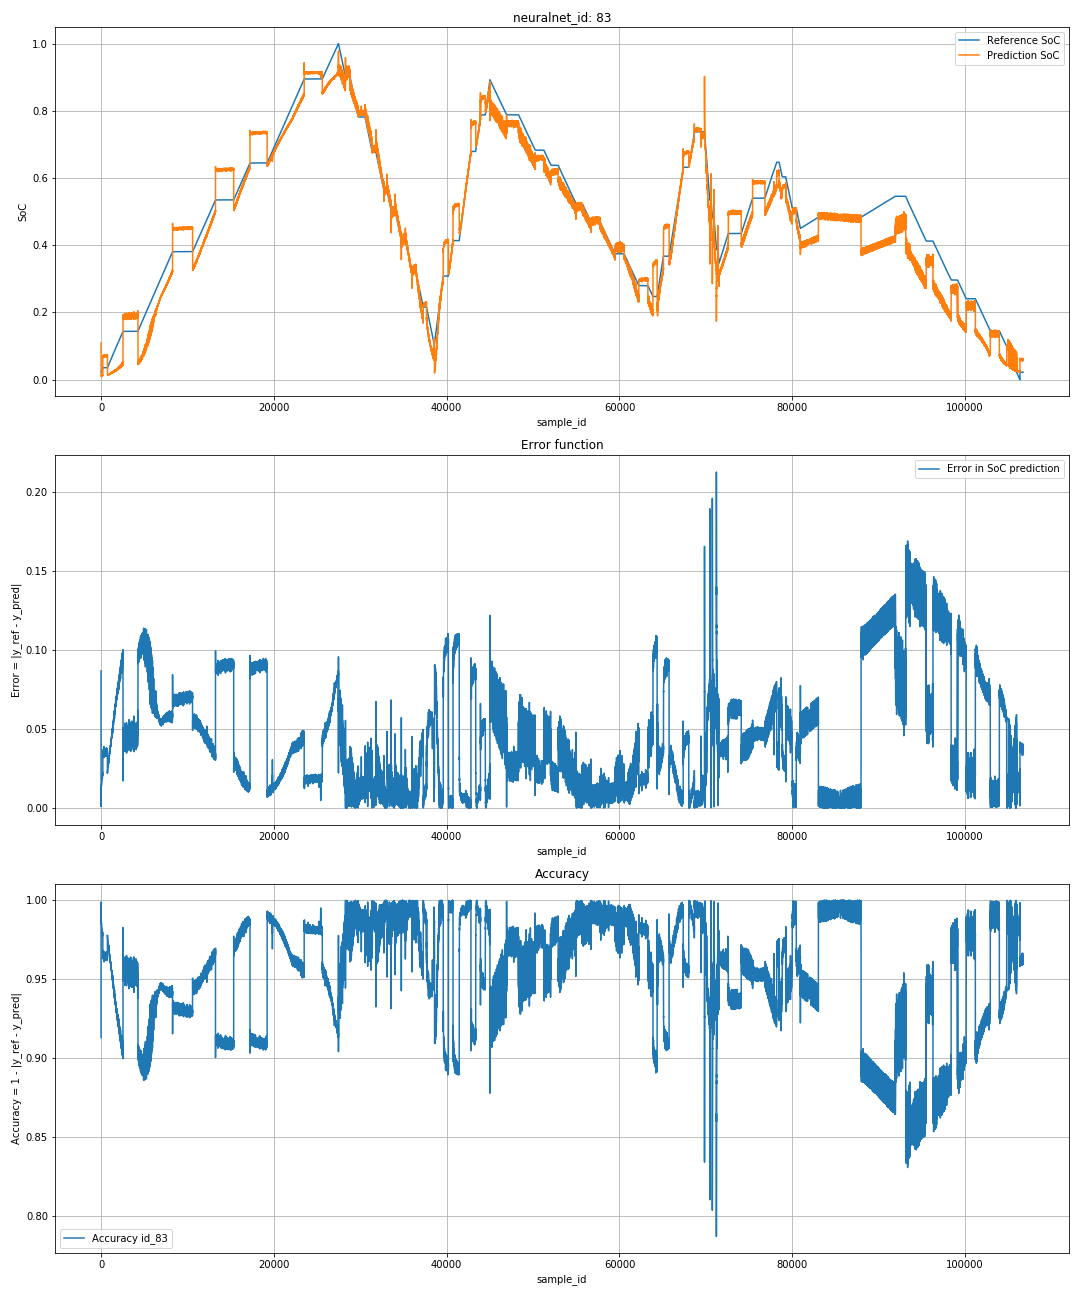 neuralnet_id: 83
1.0
0.8
0.6
0.4
0.2
0.0
SoC
Reference SoC
Prediction SoC
0 20000 40000 60000 80000 100000
sample_id
Error function
0.20
0.15
0.10
0.05
0.00
Error = |y_ref - y_pred|
Error in SoC prediction
0 20000 40000 60000 80000 100000
sample_id
Accuracy
1.00
0.95
0.90
0.85
0.80
Accuracy = 1 - |y_ref - y_pred|
Accuracy id_83
0 20000 40000 60000 80000 100000
sample_id